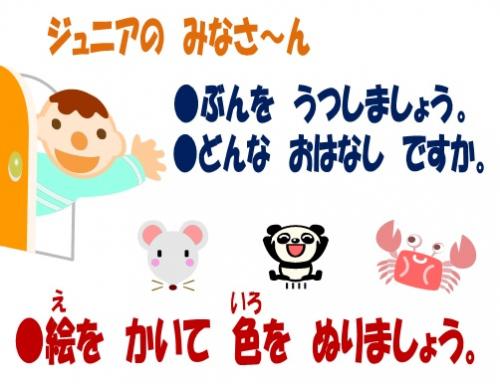 ジュニアの みなさ～ん
●ぶんを うつしましょう。
●どんな おはなし ですか。
え いろ
●絵を かいて 色を ぬりましょう。